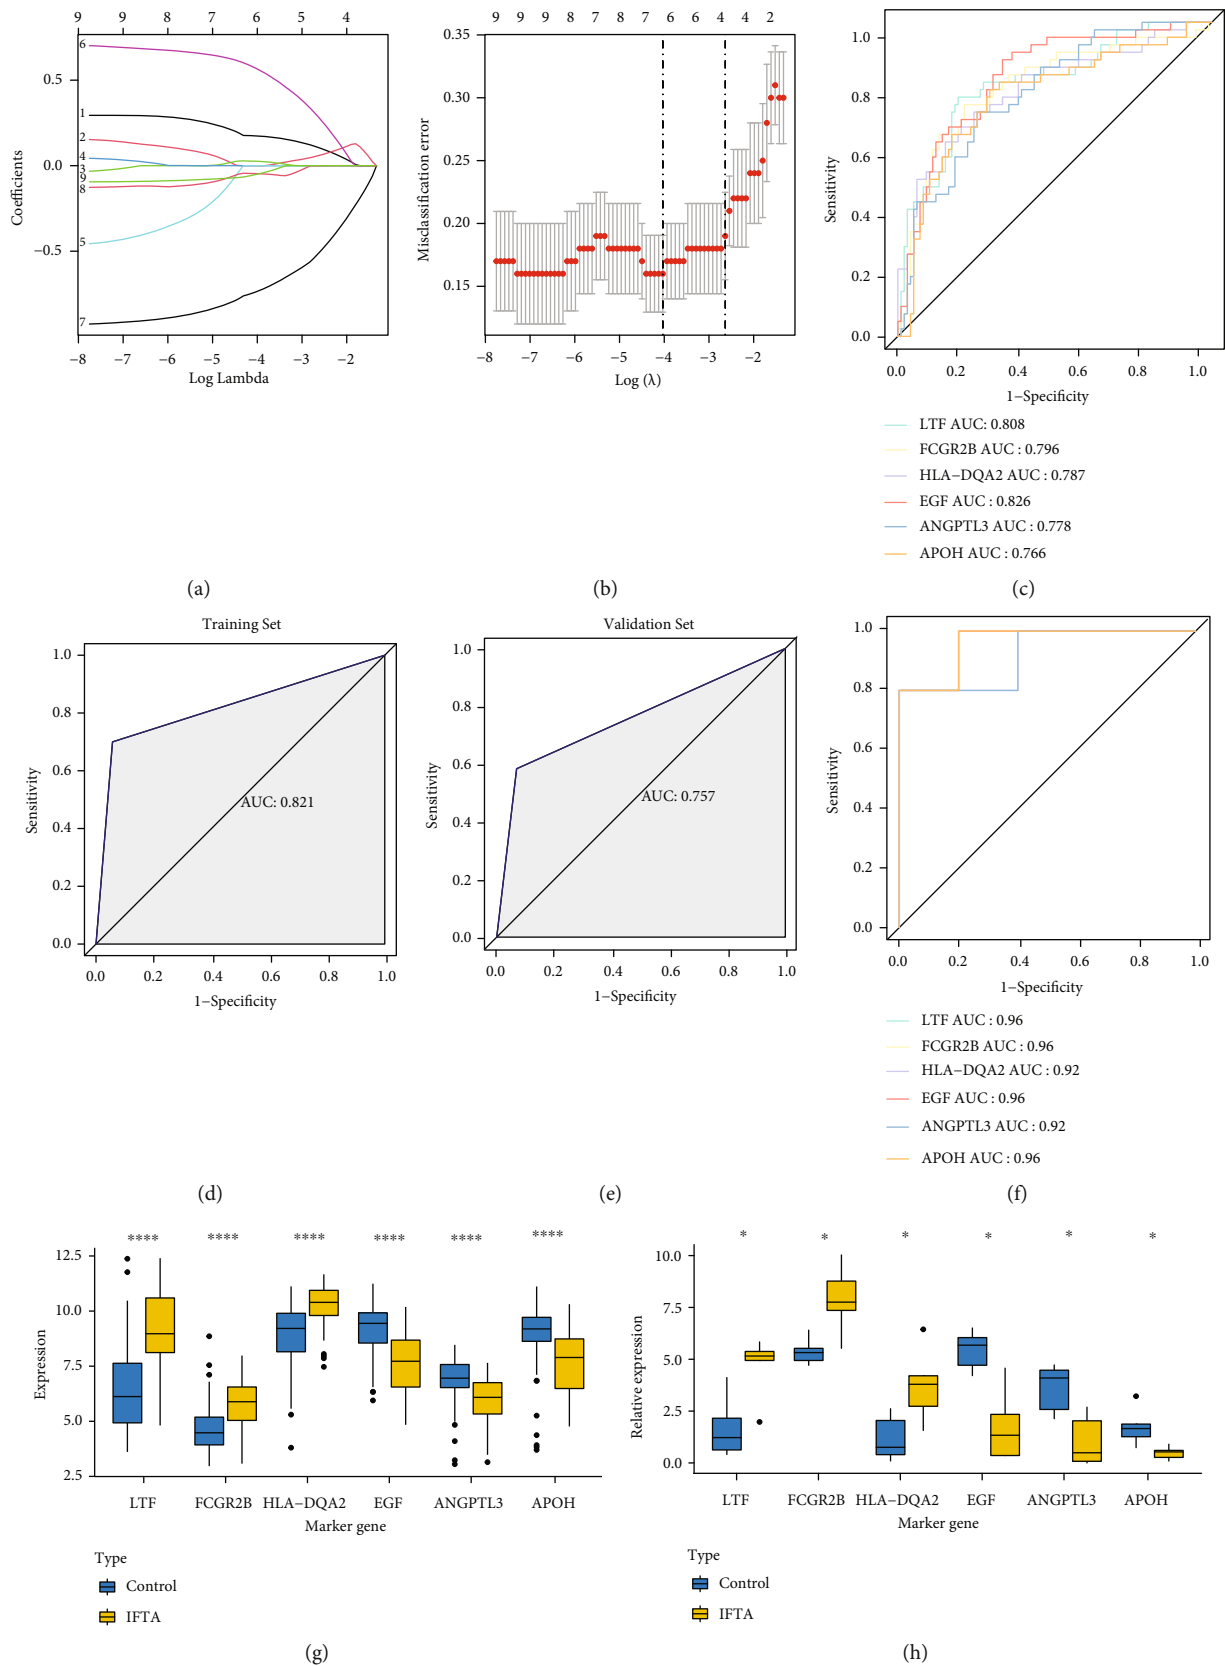 9 9 8 8 7 5 4
Coefficients
0.5
0.0
−0.5
6
1
2
4
3
9
8
5
7
−8 −7 −6 −5 −4 −3 −2
Log Lambda
(a)
9 9 9 8 7 7 6 6 5 4 4 2
Misclassification error
0.35
0.30
0.25
0.20
0.15
−8 −7 −6 −5 −4 −3 −2
Log (λ)
(b)
Sensitivity
1.0
0.8
0.6
0.4
0.2
0.0
0.0 0.2 0.4 0.6 0.8 1.0
1−Specificity
LTF AUC: 0.808
FCGR2B AUC : 0.796
HLA−DQA2 AUC : 0.787
EGF AUC : 0.826
ANGPTL3 AUC : 0.778
APOH AUC : 0.766
(c)
Training Set
Sensitivity
1.0
0.8
0.6
0.4
0.2
0.0
AUC: 0.821
0.0 0.2 0.4 0.6 0.8 1.0
1−Specificity
(d)
Validation Set
Sensitivity
1.0
0.8
0.6
0.4
0.2
0.0
AUC: 0.757
0.0 0.2 0.4 0.6 0.8 1.0
1−Specificity
(e)
Sensitivity
1.0
0.8
0.6
0.4
0.2
0.0
0.0 0.2 0.4 0.6 0.8 1.0
1−Specificity
LTF AUC : 0.96
FCGR2B AUC : 0.96
HLA−DQA2 AUC : 0.92
EGF AUC : 0.96
ANGPTL3 AUC : 0.92
APOH AUC : 0.96
(f)
**** **** **** **** **** ****
Expression
12.5
10.0
7.5
5.0
2.5
LTF FCGR2B HLA−DQA2 EGF ANGPTL3 APOH
Marker gene
Type
Control
IFTA
(g)
* * * * * *
Relative expression
10.0
7.5
5.0
2.5
0.0
LTF FCGR2B HLA−DQA2 EGF ANGPTL3 APOH
Marker gene
Type
Control
IFTA
(h)